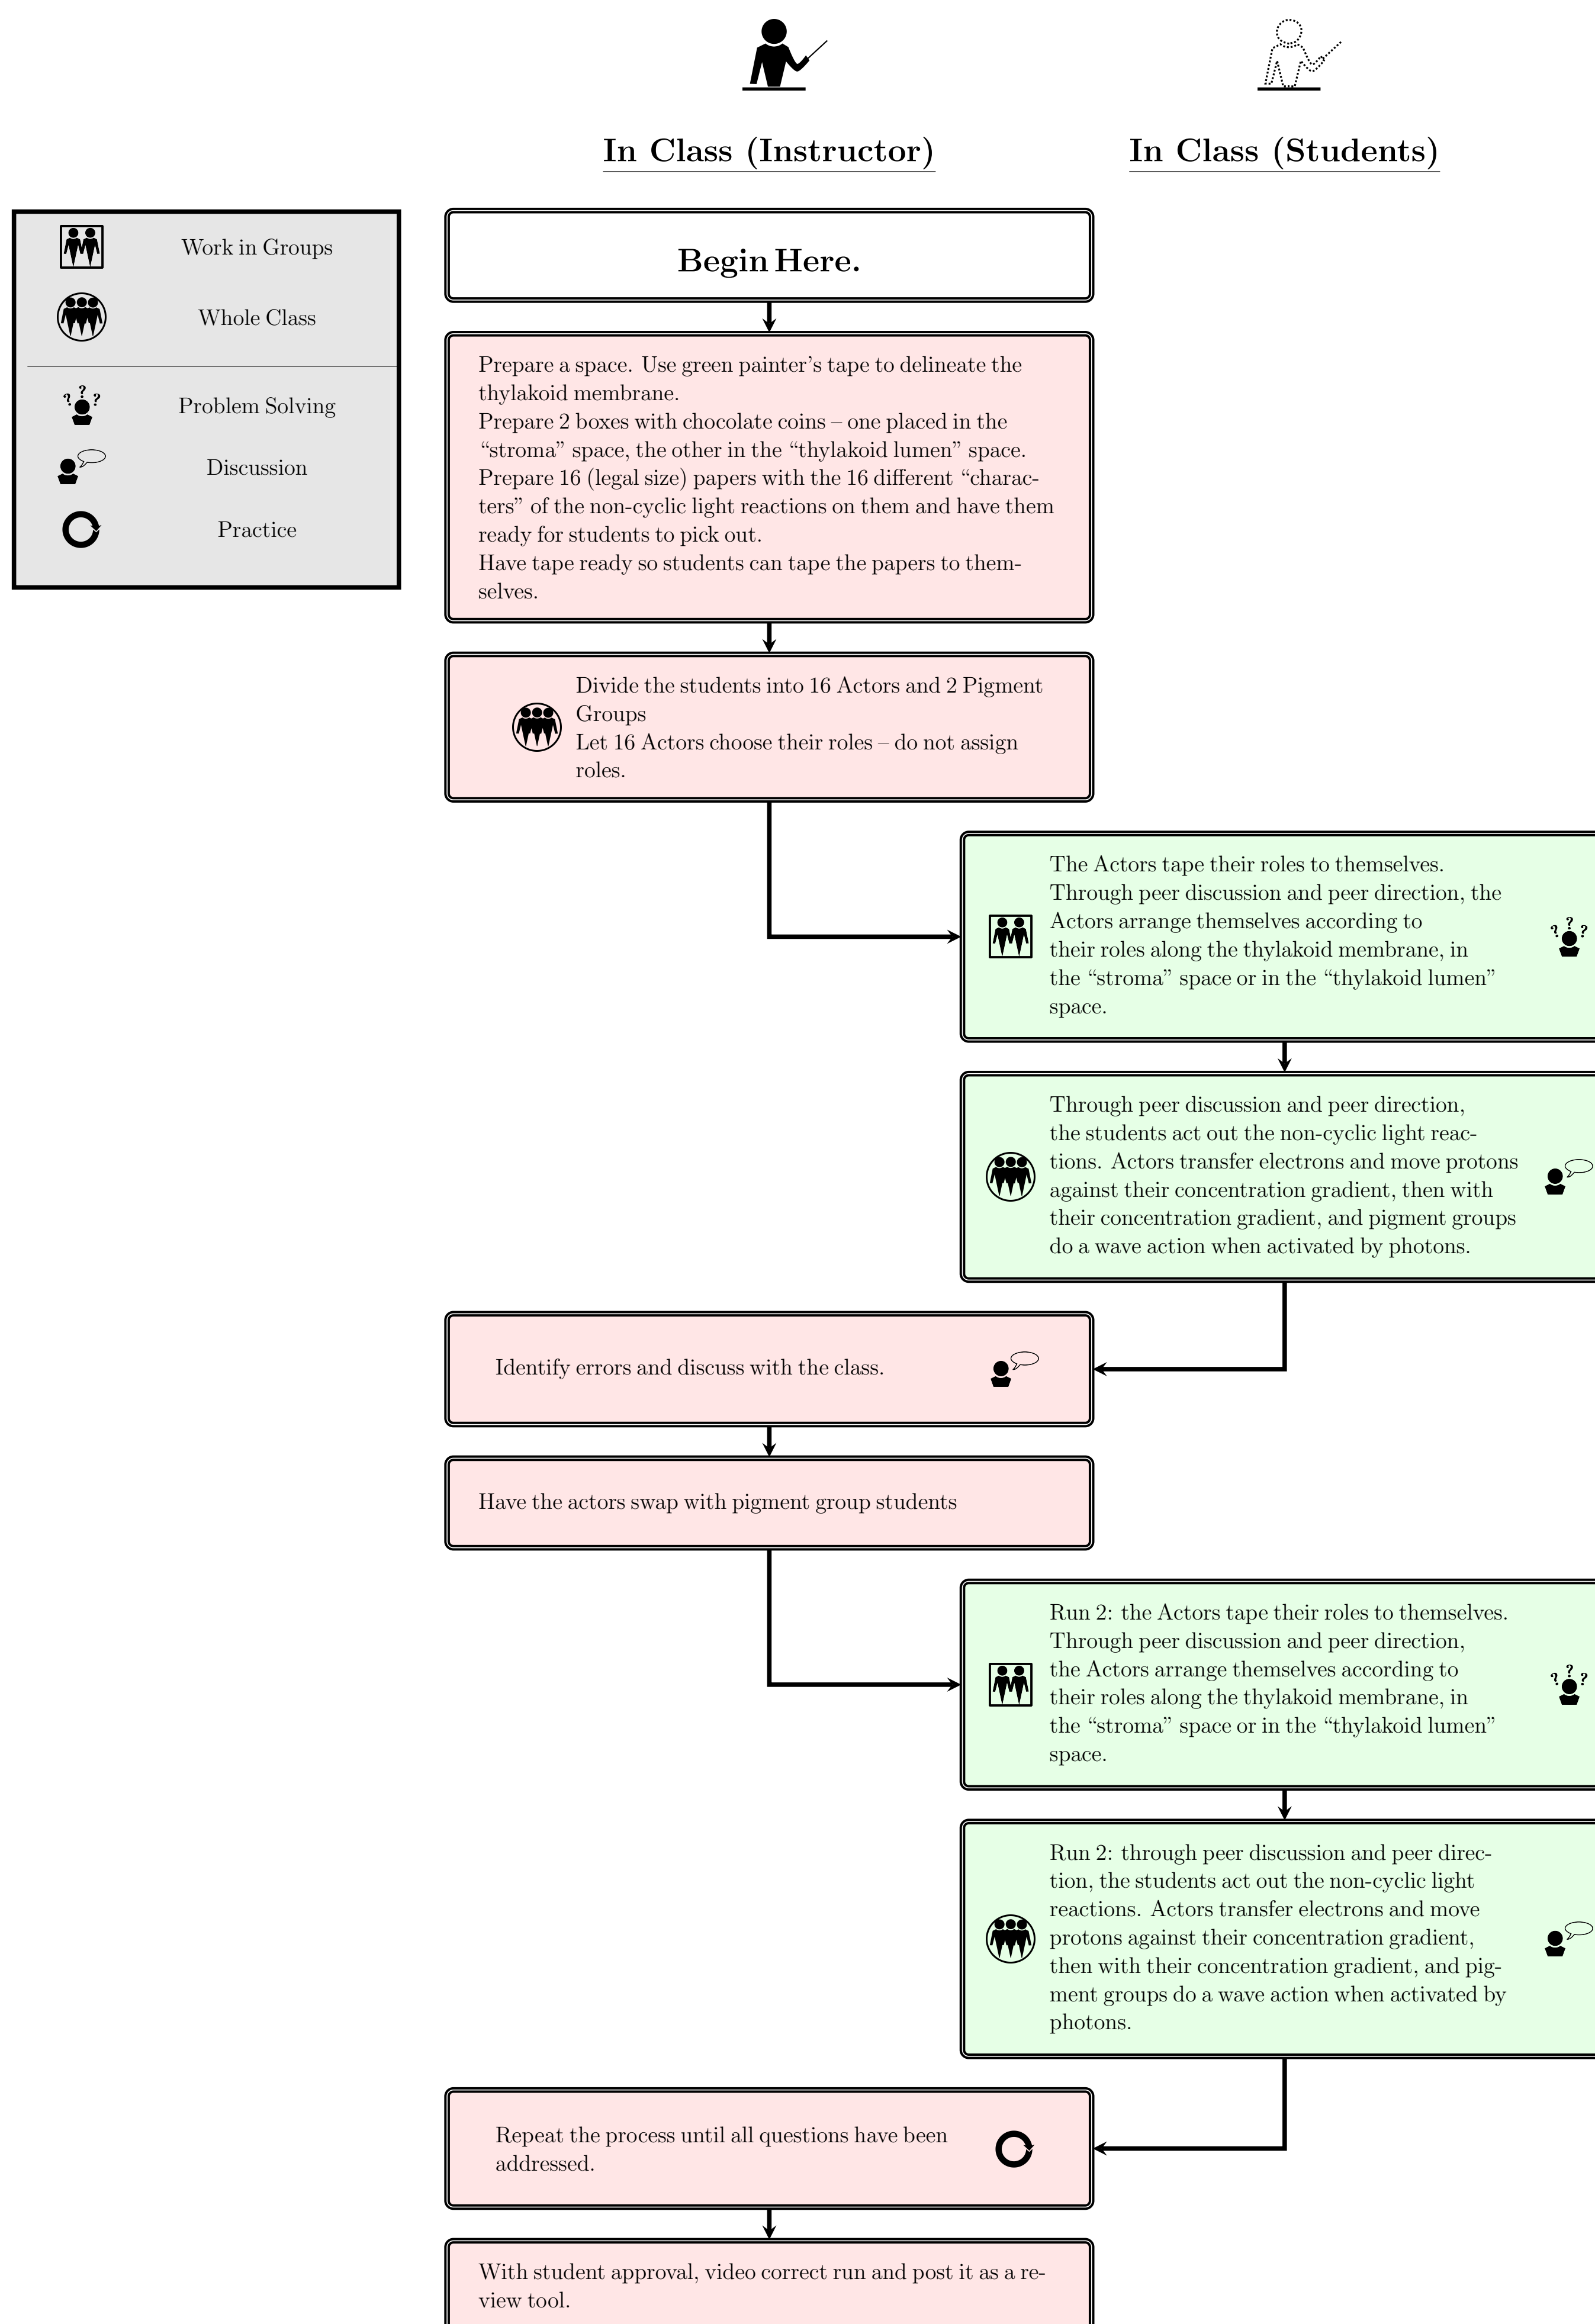 In Class (Instructor)
In Class (Students)
Work in Groups
Whole Class
Problem Solving
Discussion
Practice
Begin Here.
Prepare a space. Use green painter's tape to delineate the
thylakoid membrane.
Prepare 2 boxes with chocolate coins – one placed in the
“stroma” space, the other in the “thylakoid lumen” space.
Prepare 16 (legal size) papers with the 16 different “charac-
ters” of the non-cyclic light reactions on them and have them
ready for students to pick out.
Have tape ready so students can tape the papers to them-
selves.
Divide the students into 16 Actors and 2 Pigment
Groups
Let 16 Actors choose their roles – do not assign
roles.
The Actors tape their roles to themselves.
Through peer discussion and peer direction, the
Actors arrange themselves according to
their roles along the thylakoid membrane, in
the “stroma” space or in the “thylakoid lumen”
space.
Through peer discussion and peer direction,
the students act out the non-cyclic light reac-
tions. Actors transfer electrons and move protons
against their concentration gradient, then with
their concentration gradient, and pigment groups
do a wave action when activated by photons.
Identify errors and discuss with the class.
Have the actors swap with pigment group students
Run 2: the Actors tape their roles to themselves.
Through peer discussion and peer direction,
the Actors arrange themselves according to
their roles along the thylakoid membrane, in
the “stroma” space or in the “thylakoid lumen”
space.
Run 2: through peer discussion and peer direc-
tion, the students act out the non-cyclic light
reactions. Actors transfer electrons and move
protons against their concentration gradient,
then with their concentration gradient, and pig-
ment groups do a wave action when activated by
photons.
Repeat the process until all questions have been
addressed.
With student approval, video correct run and post it as a re-
view tool.